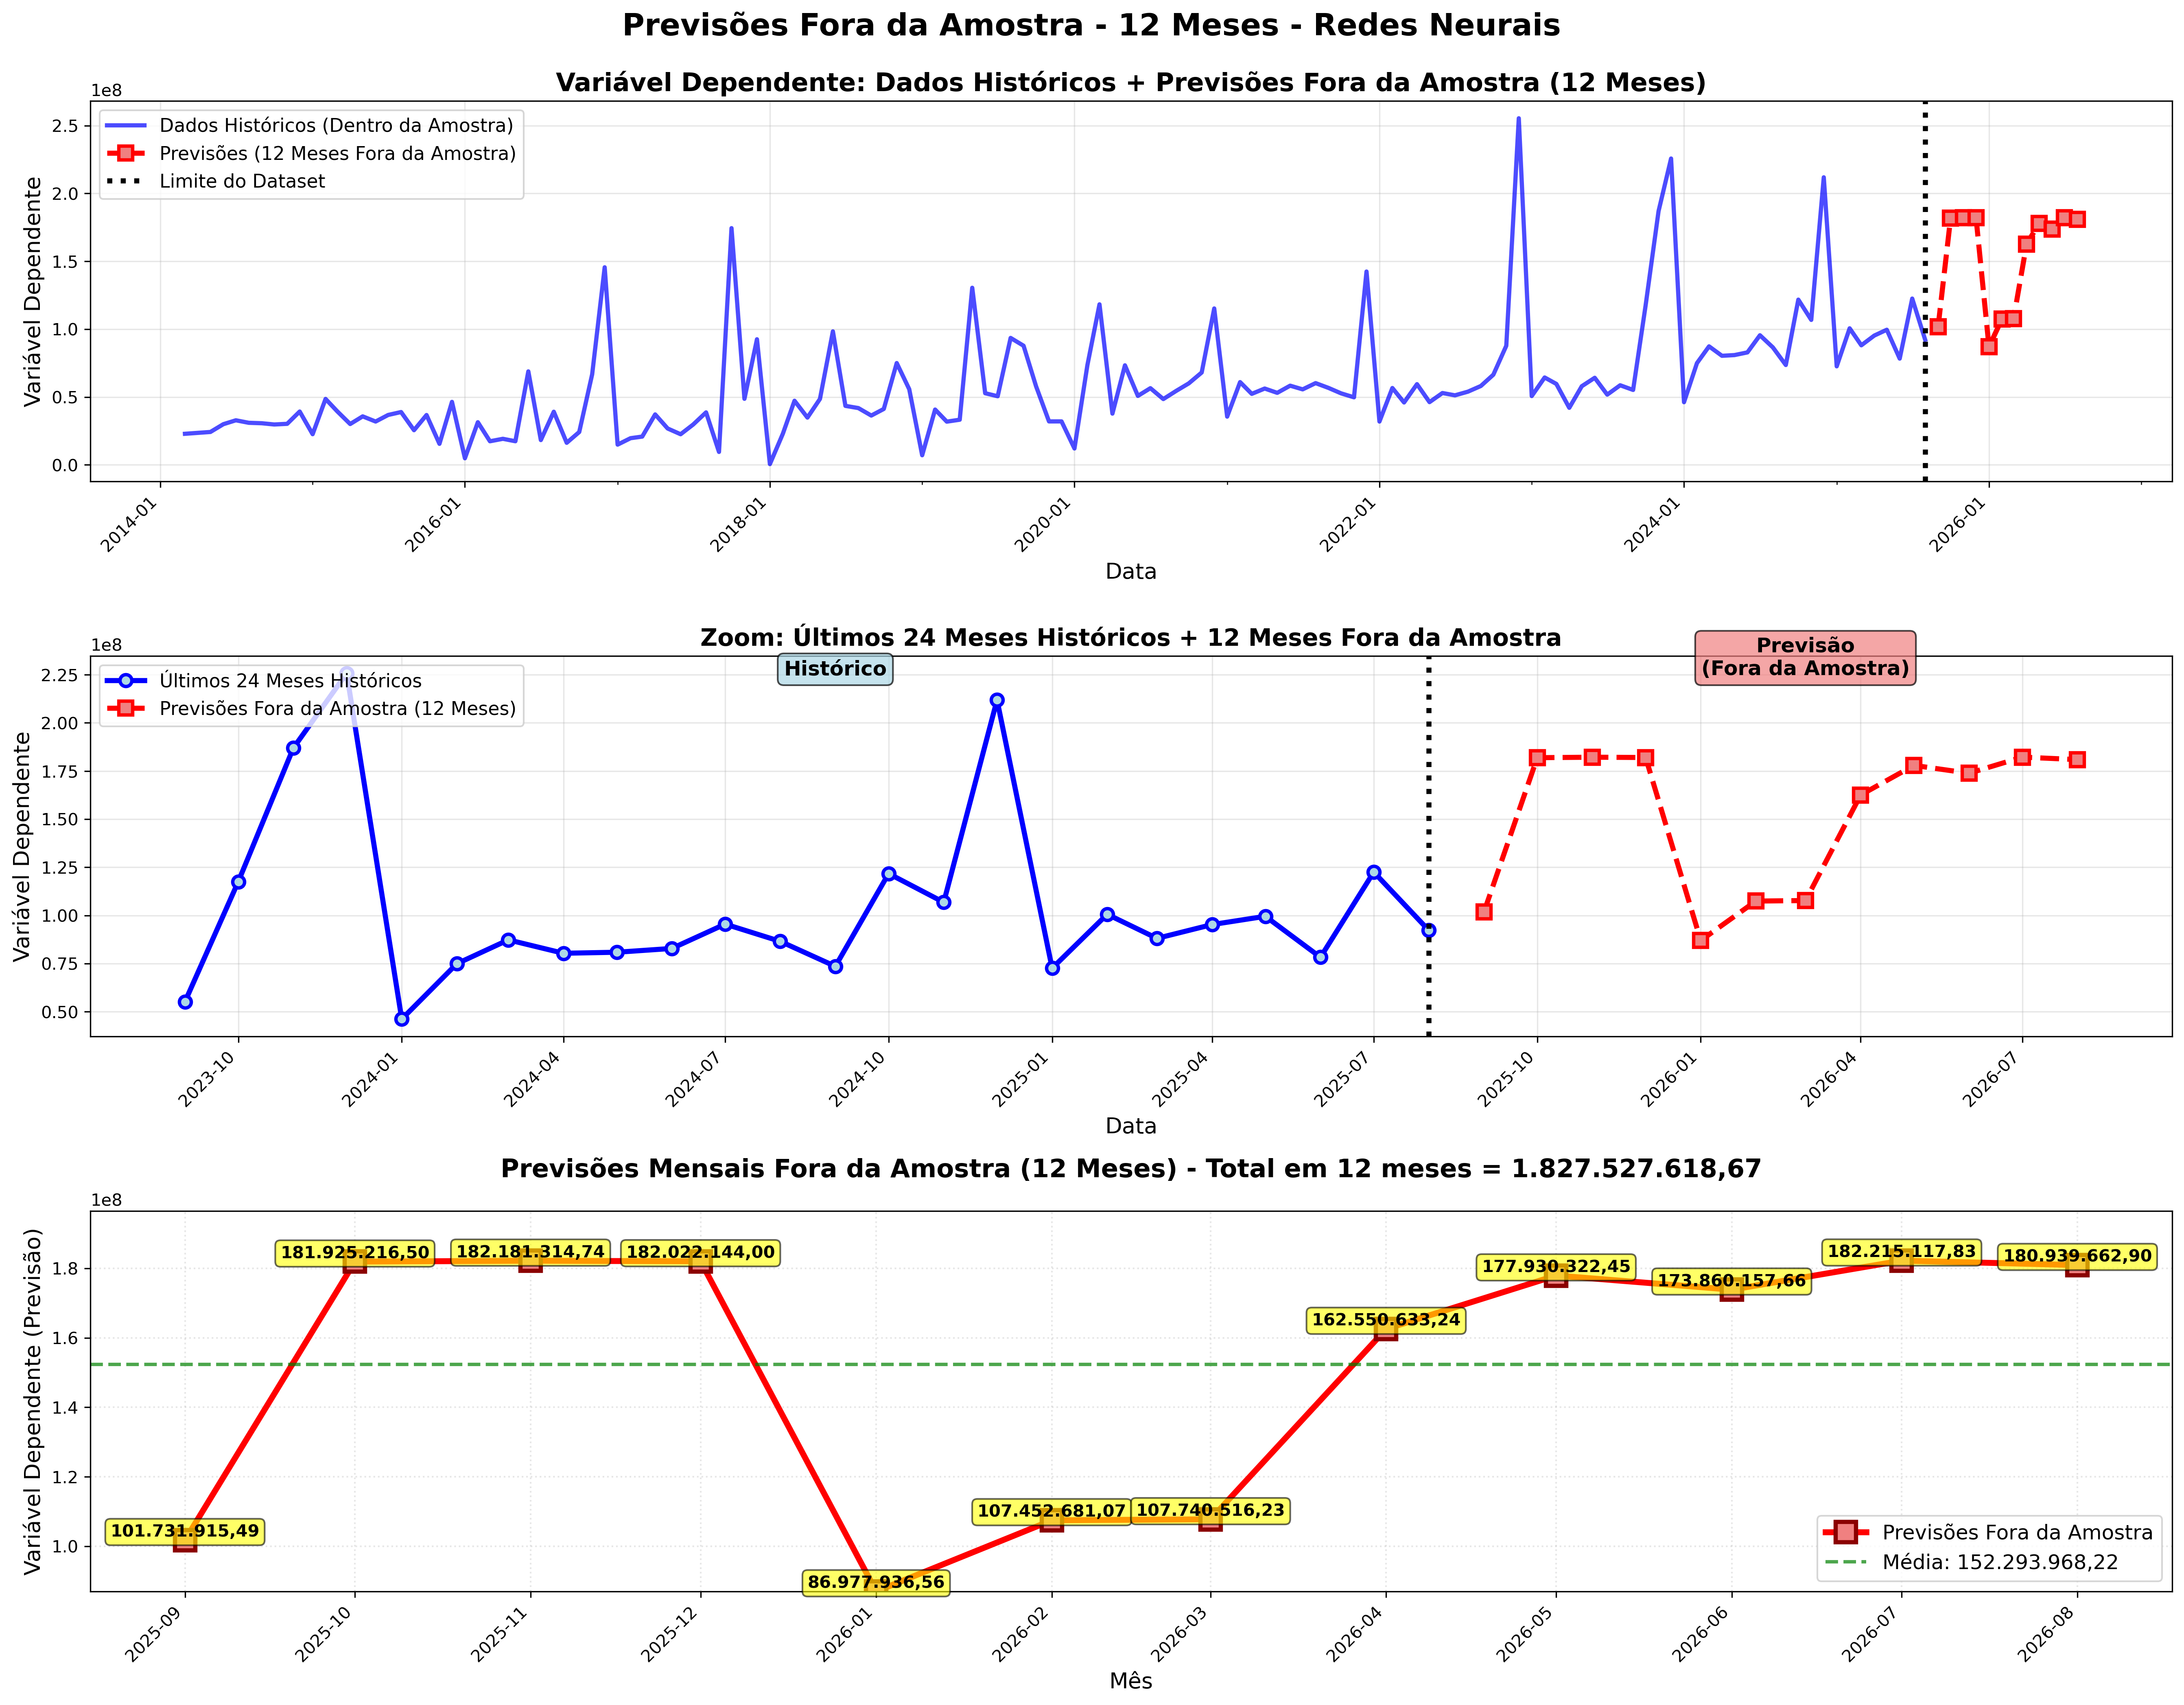 Previsões Fora da Amostra - 12 Meses - Redes Neurais
Variável Dependente: Dados Históricos + Previsões Fora da Amostra (12 Meses)
1e8
Dados Históricos (Dentro da Amostra)
Previsões (12 Meses Fora da Amostra)
Limite do Dataset
Variável Dependente
2.5
2.0
1.5
1.0
0.5
0.0
2014-01
2016-01
2018-01
2020-01
2022-01
2024-01
2026-01
Data
Zoom: Últimos 24 Meses Históricos + 12 Meses Fora da Amostra
1e8
Últimos 24 Meses Históricos
Previsões Fora da Amostra (12 Meses)
Histórico
Previsão
(Fora da Amostra)
Variável Dependente
2.25
2.00
1.75
1.50
1.25
1.00
0.75
0.50
2023-10
2024-01
2024-04
2024-07
2024-10
2025-01
2025-04
2025-07
2025-10
2026-01
2026-04
2026-07
Data
Previsões Mensais Fora da Amostra (12 Meses) - Total em 12 meses = 1.827.527.618,67
1e8
Variável Dependente (Previsão)
1.8
1.6
1.4
1.2
1.0
101.731.915,49
181.925.216,50
182.181.314,74
182.022.144,00
86.977.936,56
107.452.681,07
107.740.516,23
162.550.633,24
177.930.322,45
173.860.157,66
182.215.117,83
180.939.662,90
Previsões Fora da Amostra
Média: 152.293.968,22
2025-09
2025-10
2025-11
2025-12
2026-01
2026-02
2026-03
2026-04
2026-05
2026-06
2026-07
2026-08
Mês